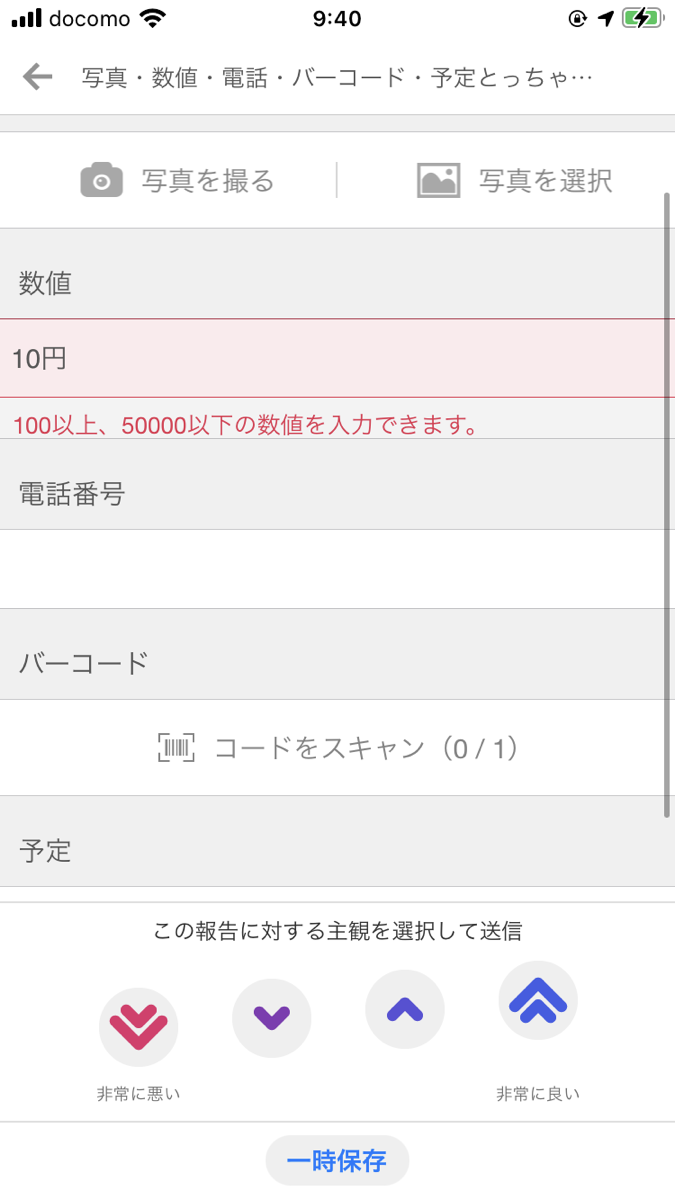 docomo 9:40
写真・数値・電話・バーコード・予定とっちゃ…
写真を撮る 写真を選択
数値
10円
100以上、50000以下の数値を入力できます。
電話番号
バーコード
コードをスキャン（0 / 1）
予定
この報告に対する主観を選択して送信
非常に悪い 非常に良い
一時保存